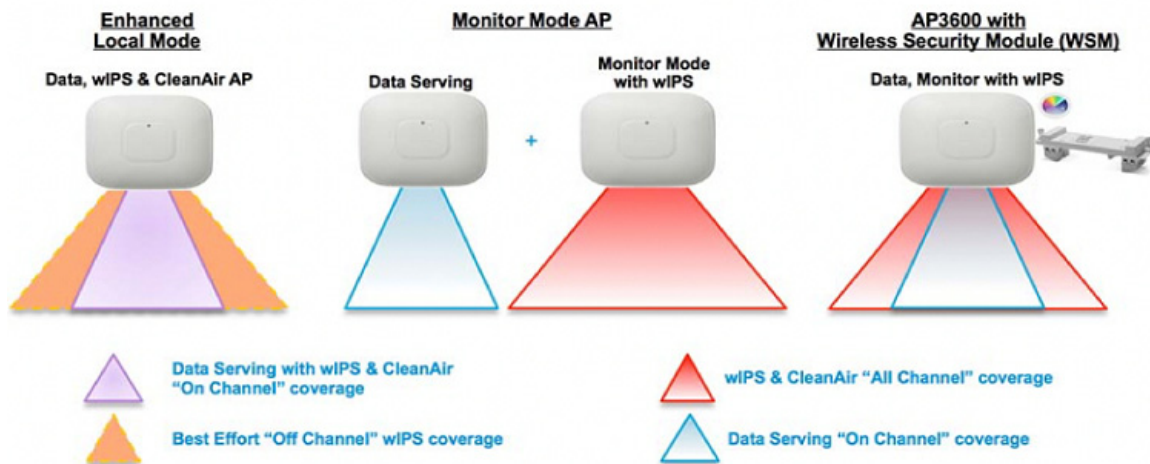 Enhanced
Local Mode
Data, wIPS & CleanAir AP
Monitor Mode AP
Data Serving
+
Monitor Mode
with wIPS
AP3600 with
Wireless Security Module (WSM)
Data, Monitor with wIPS
Data Serving with wIPS & CleanAir
“On Channel” coverage
Best Effort “Off Channel” wIPS coverage
wIPS & CleanAir “All Channel” coverage
Data Serving “On Channel” coverage